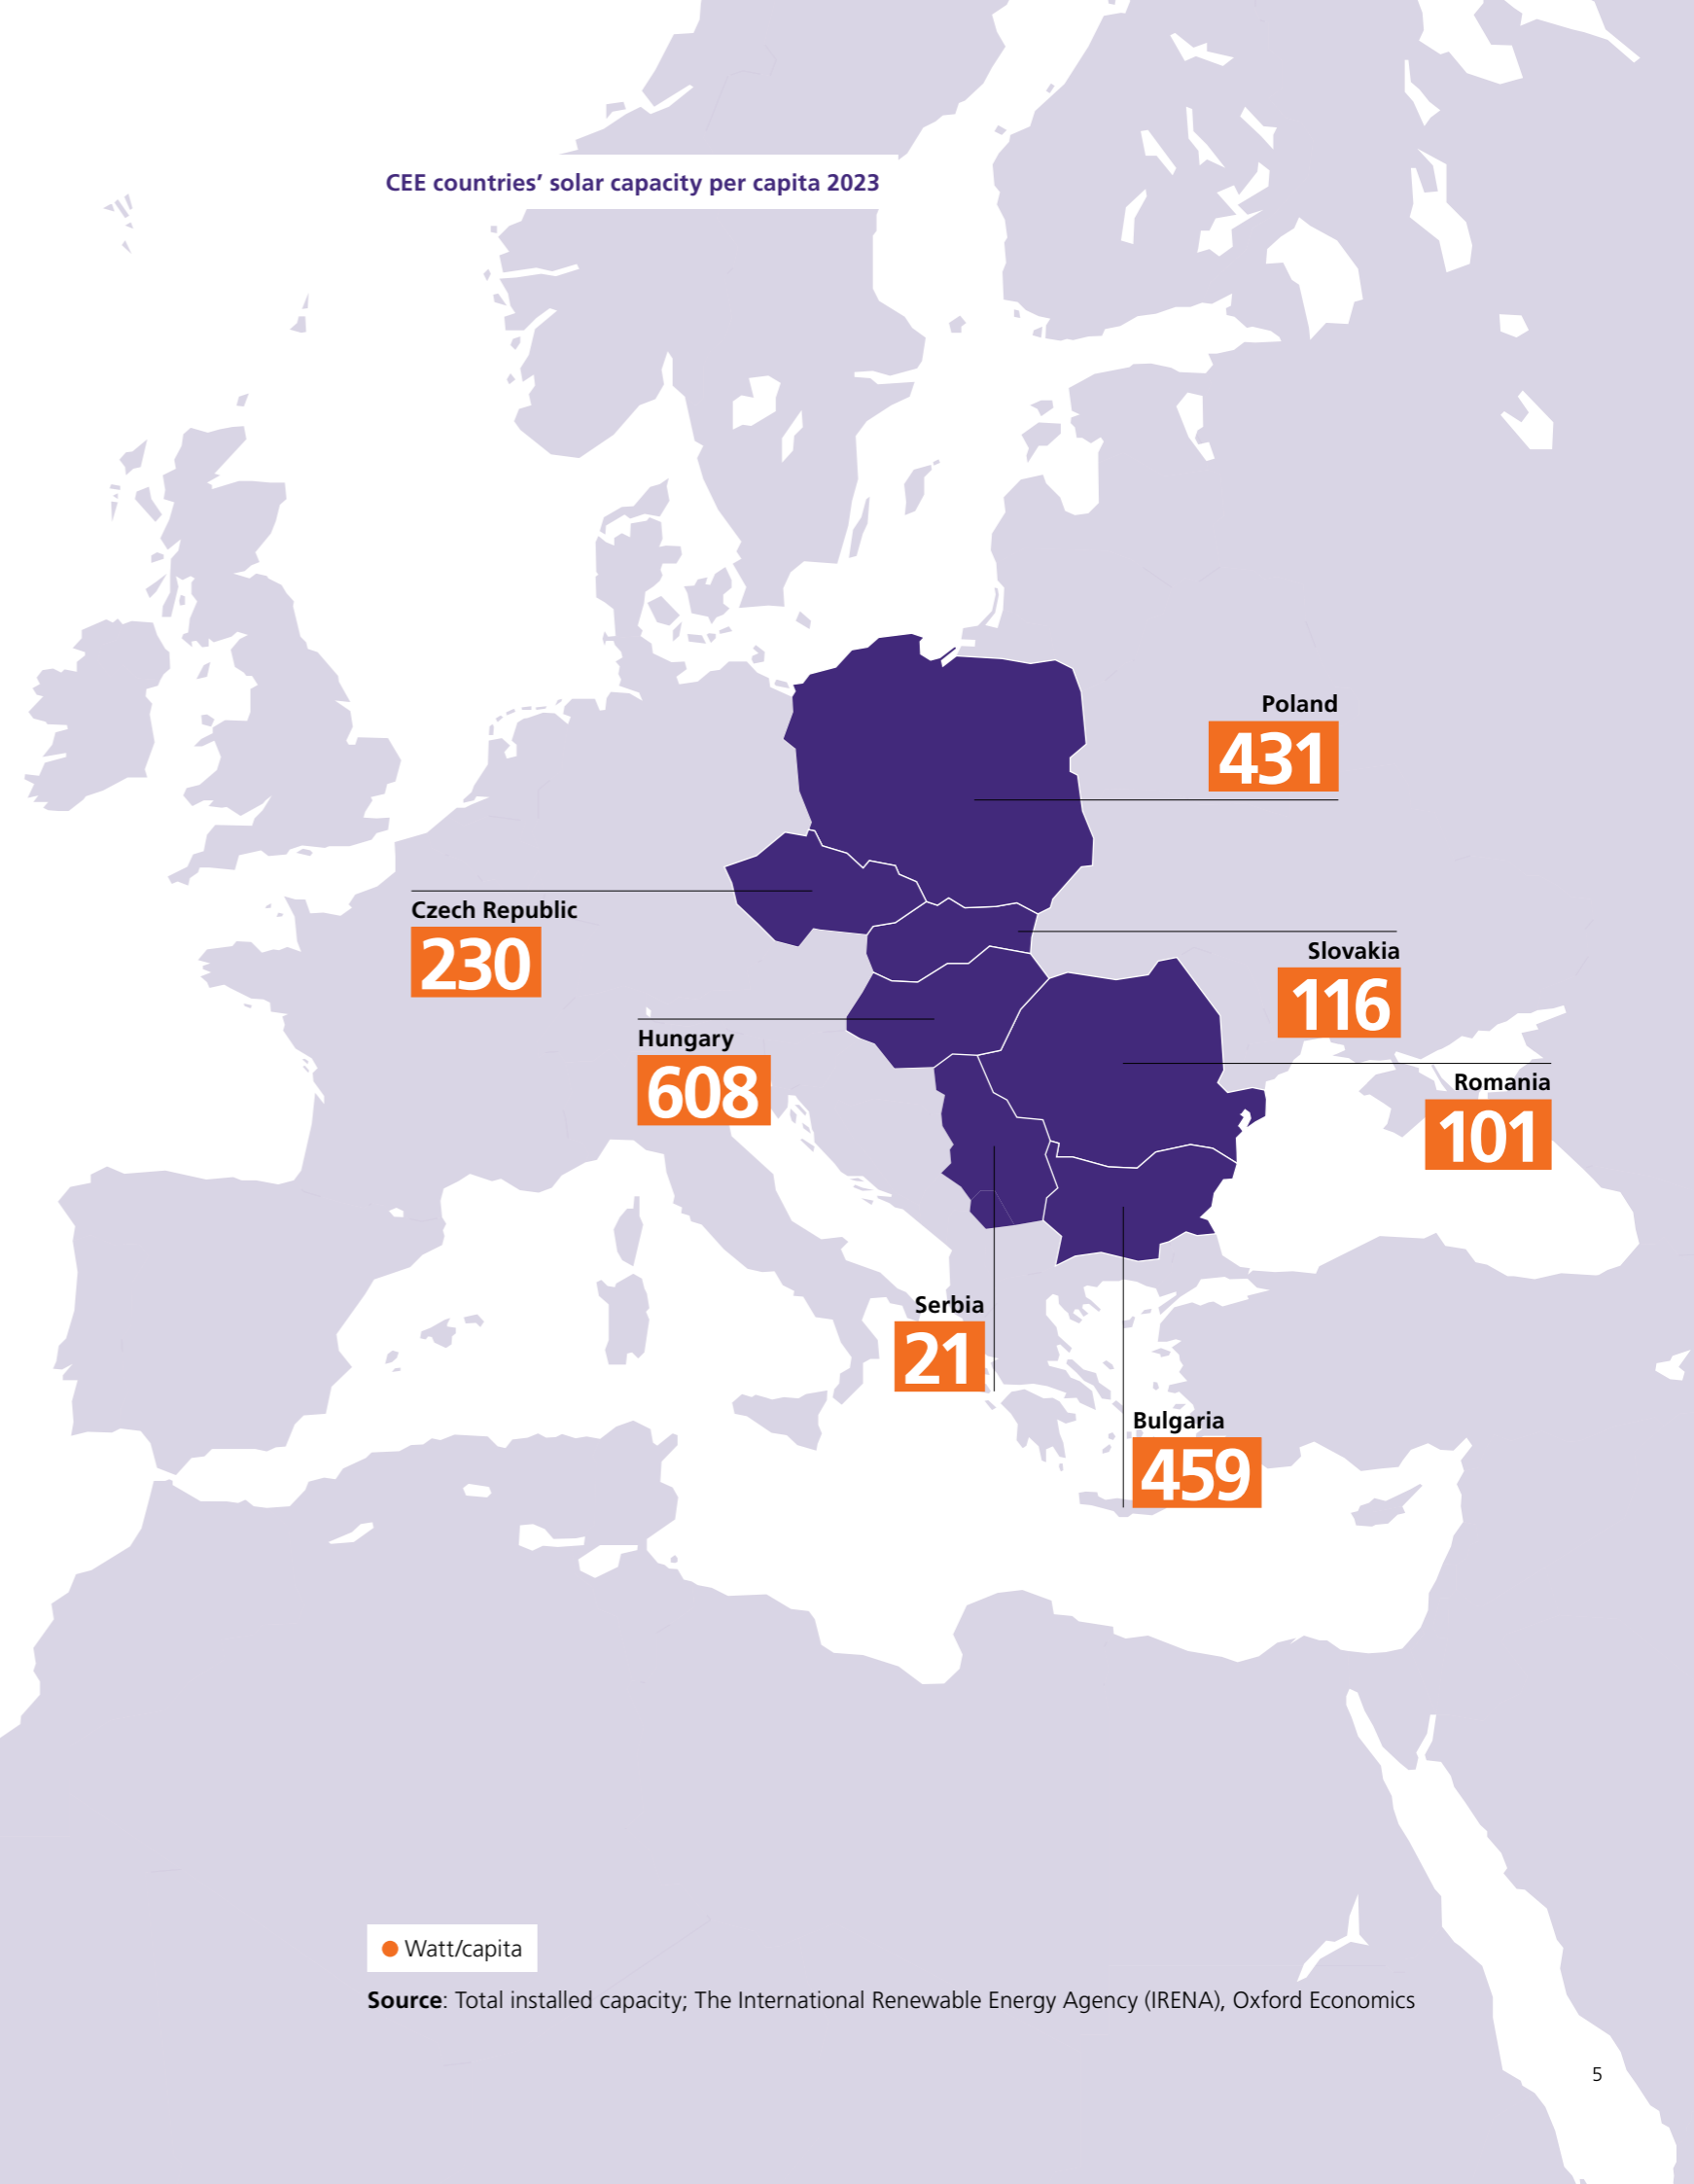 CEE countries’ solar capacity per capita 2023
Poland
431
Czech Republic
230
Slovakia
116
Hungary
608
Romania
101
Serbia
21
Bulgaria
459
Watt/capita
Source: Total installed capacity; The International Renewable Energy Agency (IRENA), Oxford Economics
5